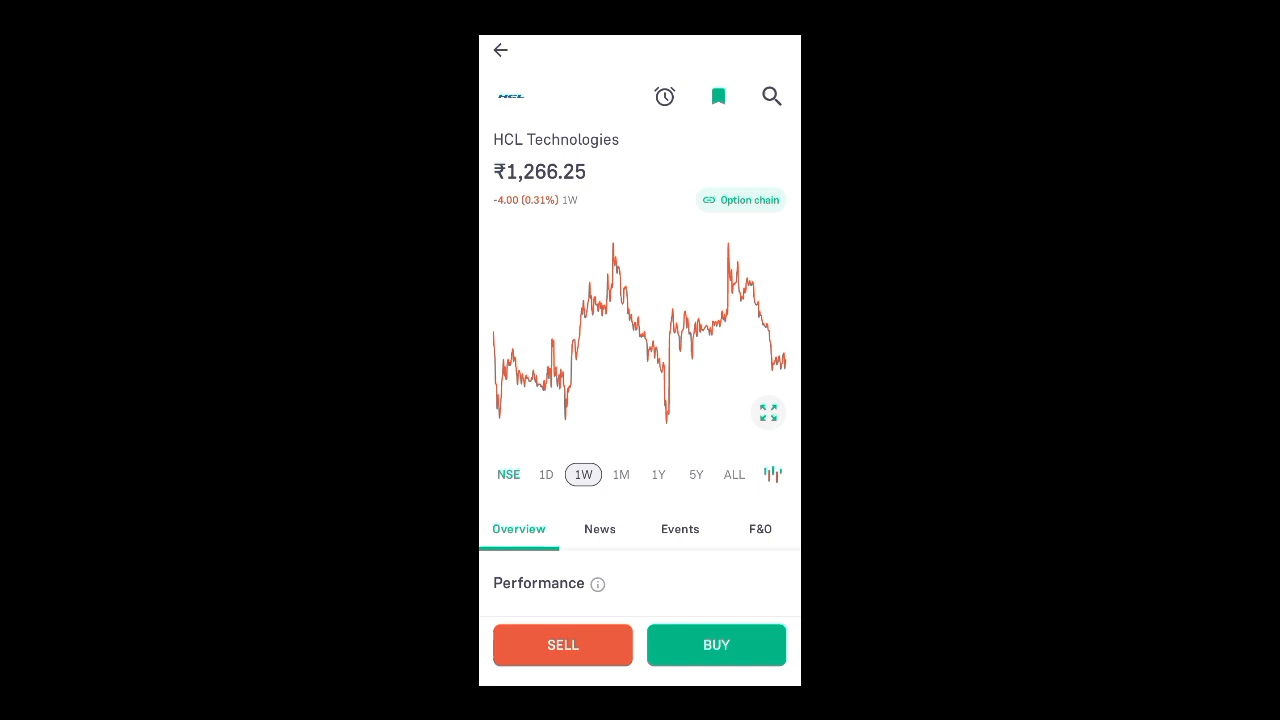 HCL
HCL Technologies
₹1,266.25
-4.00 (0.31%) 1W
Option chain
NSE 1D 1W 1M 1Y 5Y ALL
Overview News Events F&O
Performance
SELL BUY